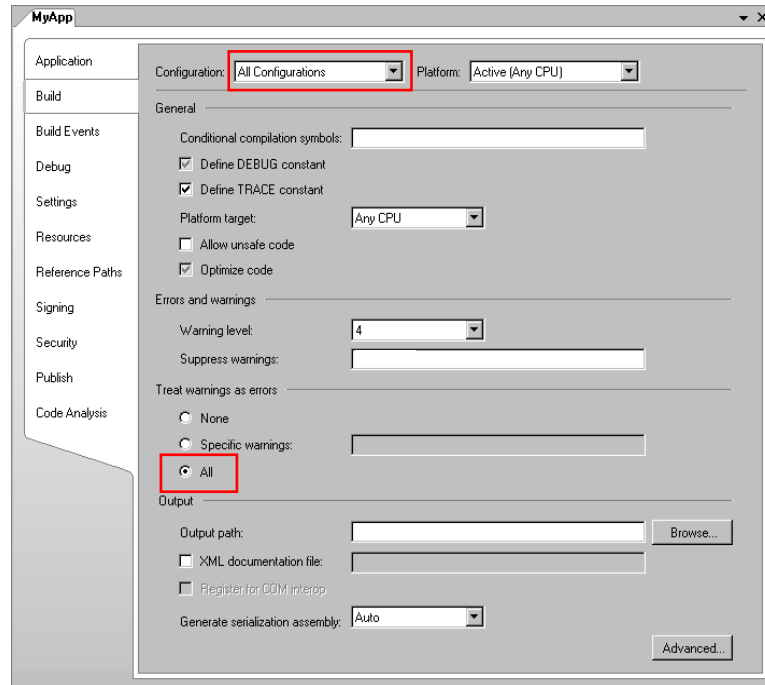 MyApp
Application
Build
Build Events
Debug
Settings
Resources
Reference Paths
Signing
Security
Publish
Code Analysis
Configuration: All Configurations Platform: Active (Any CPU)
General
Conditional compilation symbols:
Define DEBUG constant
Define TRACE constant
Platform target: Any CPU
Allow unsafe code
Optimize code
Errors and warnings
Warning level: 4
Suppress warnings:
Treat warnings as errors
None
Specific warnings:
All
Output
Output path: Browse...
XML documentation file:
Register for COM interop
Generate serialization assembly: Auto
Advanced...